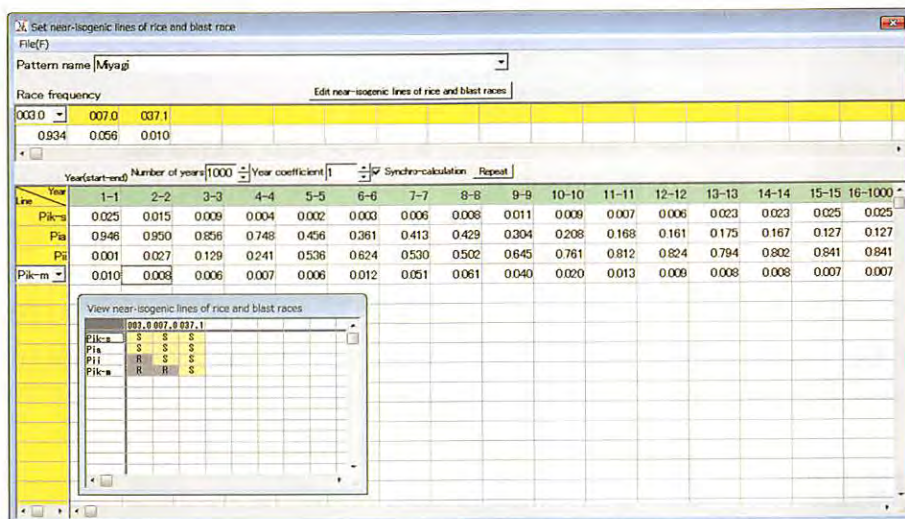 Set near-isogenic lines of rice and blast race
File(F)
Pattern name Miyagi
Race frequency Edit near-isogenic lines of rice and blast races
003.0 007.0 037.1
0.934 0.056 0.010
Year(start-end) Number of years 1000 Year coefficient 1 Synchro-calculation Repeat
Line Year 1-1 2-2 3-3 4-4 5-5 6-6 7-7 8-8 9-9 10-10 11-11 12-12 13-13 14-14 15-15 16-1000
Pik-s 0.025 0.015 0.009 0.004 0.002 0.003 0.006 0.008 0.011 0.009 0.007 0.006 0.023 0.023 0.025 0.025
Pia 0.946 0.950 0.856 0.748 0.456 0.361 0.413 0.429 0.304 0.208 0.168 0.161 0.175 0.167 0.127 0.127
Pii 0.001 0.027 0.129 0.241 0.536 0.624 0.530 0.502 0.645 0.761 0.812 0.824 0.794 0.802 0.841 0.841
Pik-m 0.010 0.008 0.006 0.007 0.006 0.012 0.051 0.061 0.040 0.020 0.013 0.009 0.008 0.008 0.007 0.007
View near-isogenic lines of rice and blast races
003.0 007.0 037.1
Pik-s S S S
Pia S S S
Pii R S S
Pik-m R R S